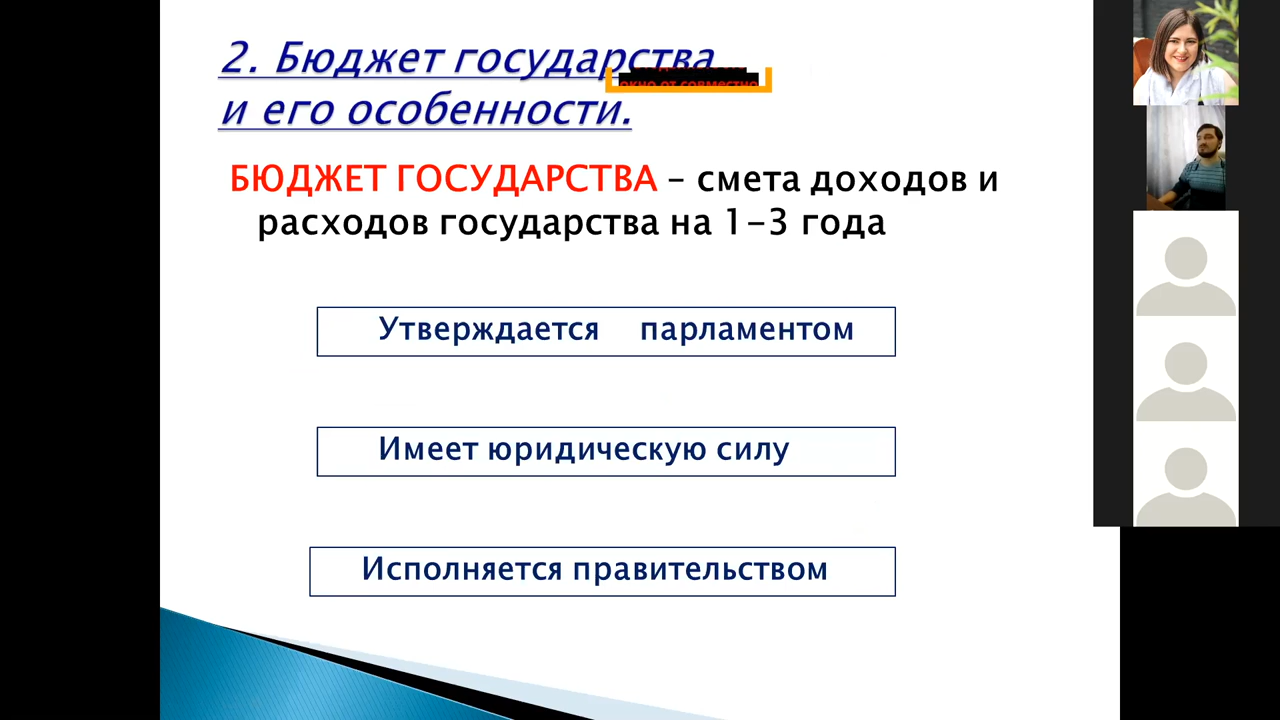 2. Бюджет государства
и его особенности.
БЮДЖЕТ ГОСУДАРСТВА – смета доходов и
расходов государства на 1-3 года
Утверждается парламентом
Имеет юридическую силу
Исполняется правительством